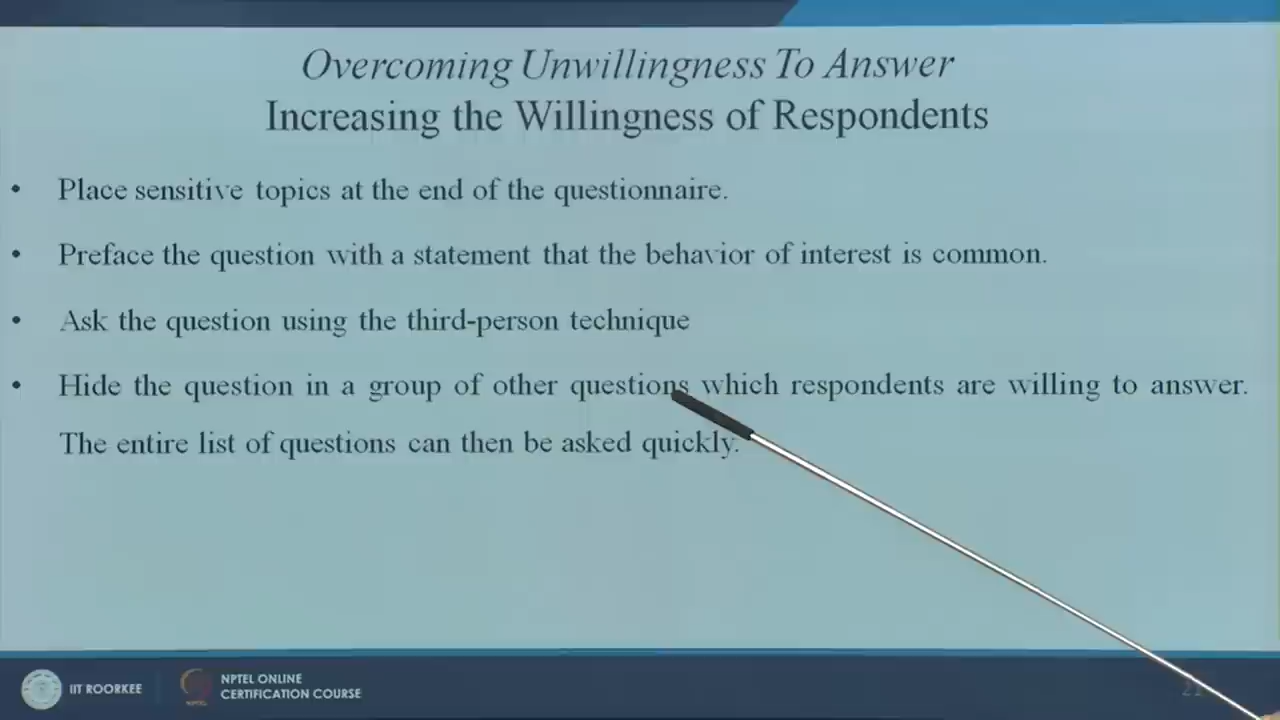 Overcoming Unwillingness To Answer
Increasing the Willingness of Respondents
• Place sensitive topics at the end of the questionnaire.
• Preface the question with a statement that the behavior of interest is common.
• Ask the question using the third-person technique
• Hide the question in a group of other questions which respondents are willing to answer.
The entire list of questions can then be asked quickly.
IIT ROORKEE
NPTEL ONLINE
CERTIFICATION COURSE